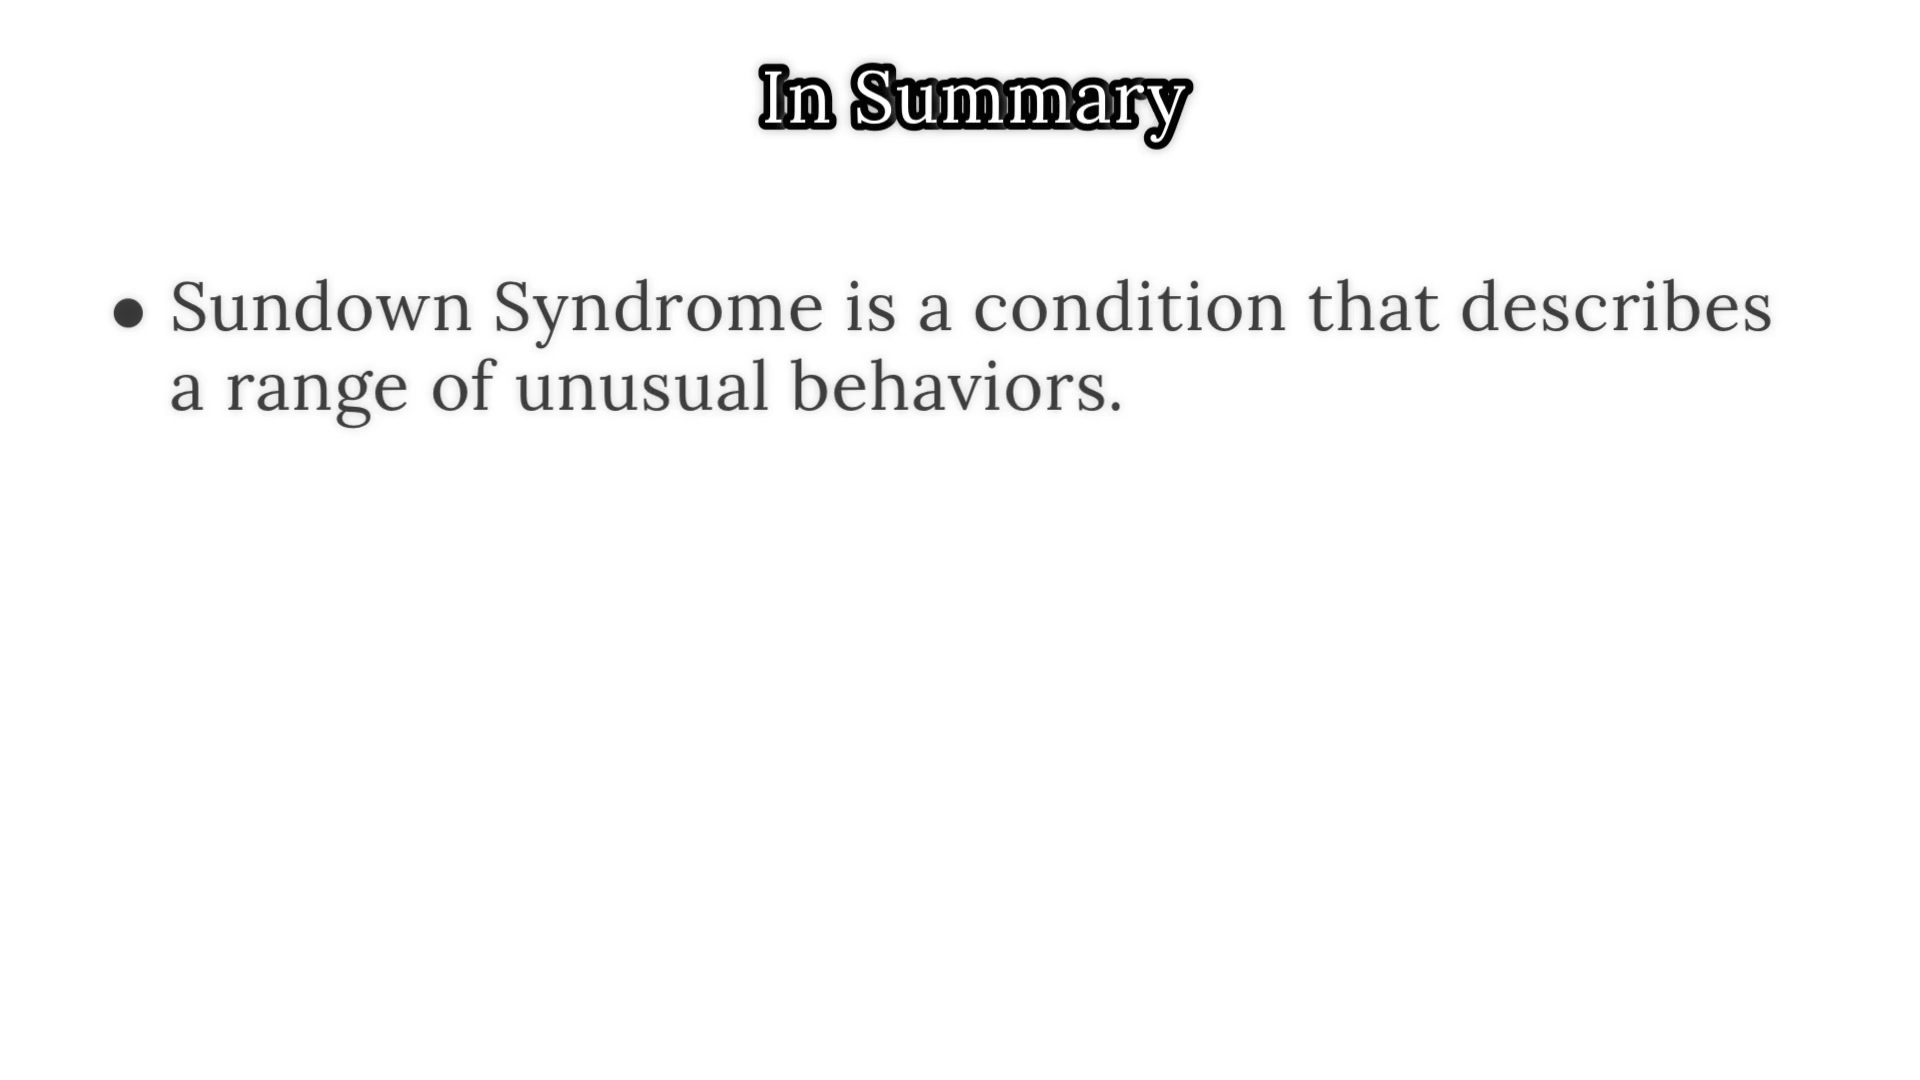 In Summary
● Sundown Syndrome is a condition that describes
a range of unusual behaviors.